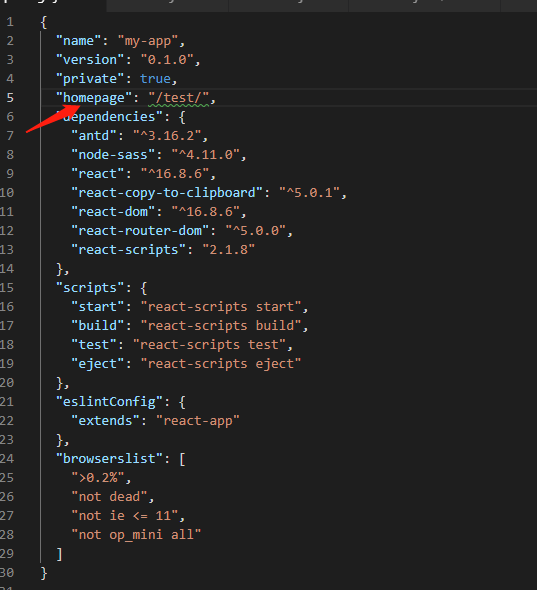 1 {
2 "name": "my-app",
3 "version": "0.1.0",
4 "private": true,
5 "homepage": "/test/",
6 "dependencies": {
7 "antd": "^3.16.2",
8 "node-sass": "^4.11.0",
9 "react": "^16.8.6",
10 "react-copy-to-clipboard": "^5.0.1",
11 "react-dom": "^16.8.6",
12 "react-router-dom": "^5.0.0",
13 "react-scripts": "2.1.8"
14 },
15 "scripts": {
16 "start": "react-scripts start",
17 "build": "react-scripts build",
18 "test": "react-scripts test",
19 "eject": "react-scripts eject"
20 },
21 "eslintConfig": {
22 "extends": "react-app"
23 },
24 "browserslist": [
25 ">0.2%",
26 "not dead",
27 "not ie <= 11",
28 "not op_mini all"
29 ]
30 }